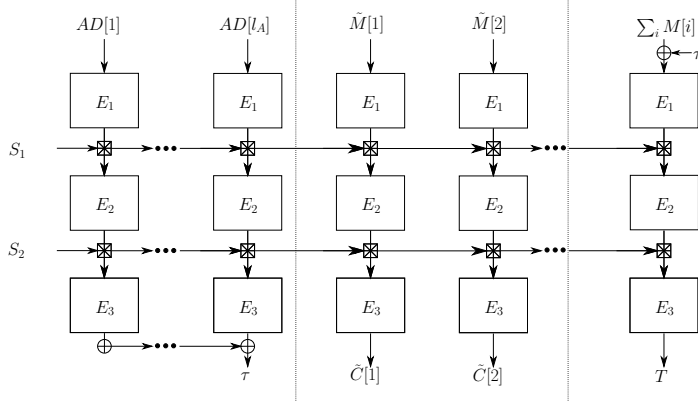 AD[1] AD[l_A] M̃[1] M̃[2] ∑_i M[i]
τ
E_1 E_1 E_1 E_1 E_1
S_1
E_2 E_2 E_2 E_2 E_2
S_2
E_3 E_3 E_3 E_3 E_3
τ C̃[1] C̃[2] T